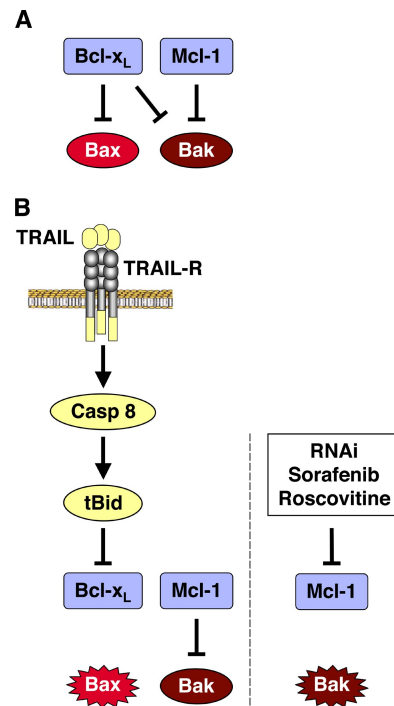 A
Bcl-xL Mcl-1
Bax Bak
B
TRAIL
TRAIL-R
Casp 8
tBid
RNAi
Sorafenib
Roscovitine
Bcl-xL Mcl-1 Mcl-1
Bax Bak Bak